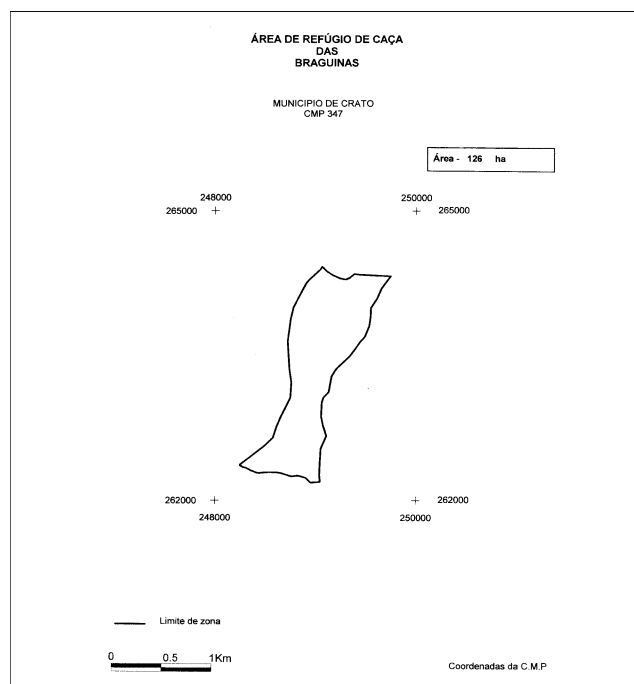 ÁREA DE REFÚGIO DE CAÇA
DAS
BRAGUINAS
MUNICIPIO DE CRATO
CMP 347
Área - 126 ha
248000 250000
265000 265000
262000 262000
248000 250000
Limite de zona
0 0.5 1Km
Coordenadas da C.M.P